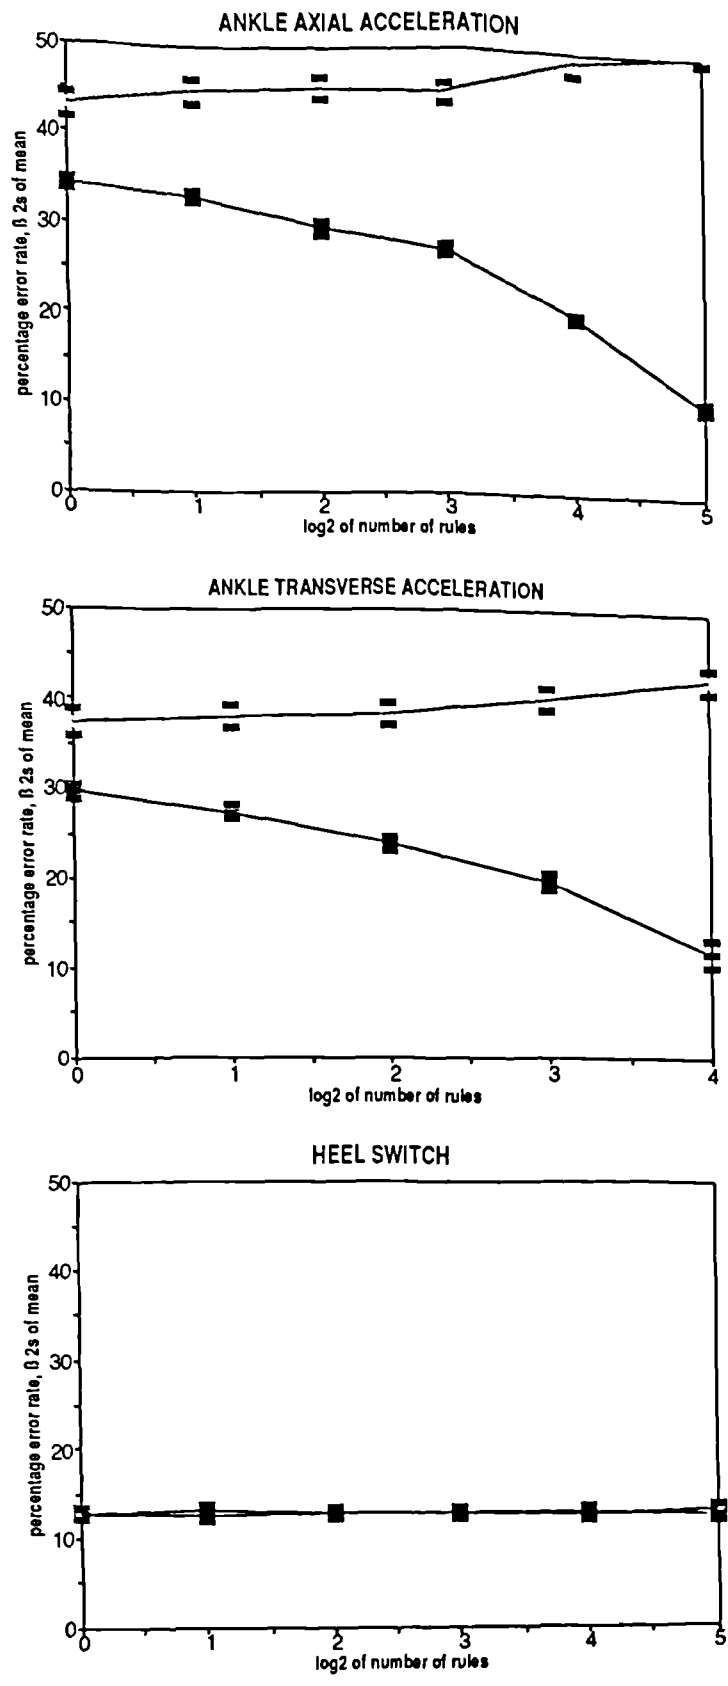 ANKLE AXIAL ACCELERATION
percentage error rate, ß 2s of mean
50
40
30
20
10
0
0 1 2 3 4 5
log2 of number of rules
ANKLE TRANSVERSE ACCELERATION
percentage error rate, ß 2s of mean
50
40
30
20
10
0
0 1 2 3 4
log2 of number of rules
HEEL SWITCH
percentage error rate, ß 2s of mean
50
40
30
20
10
0
0 1 2 3 4 5
log2 of number of rules